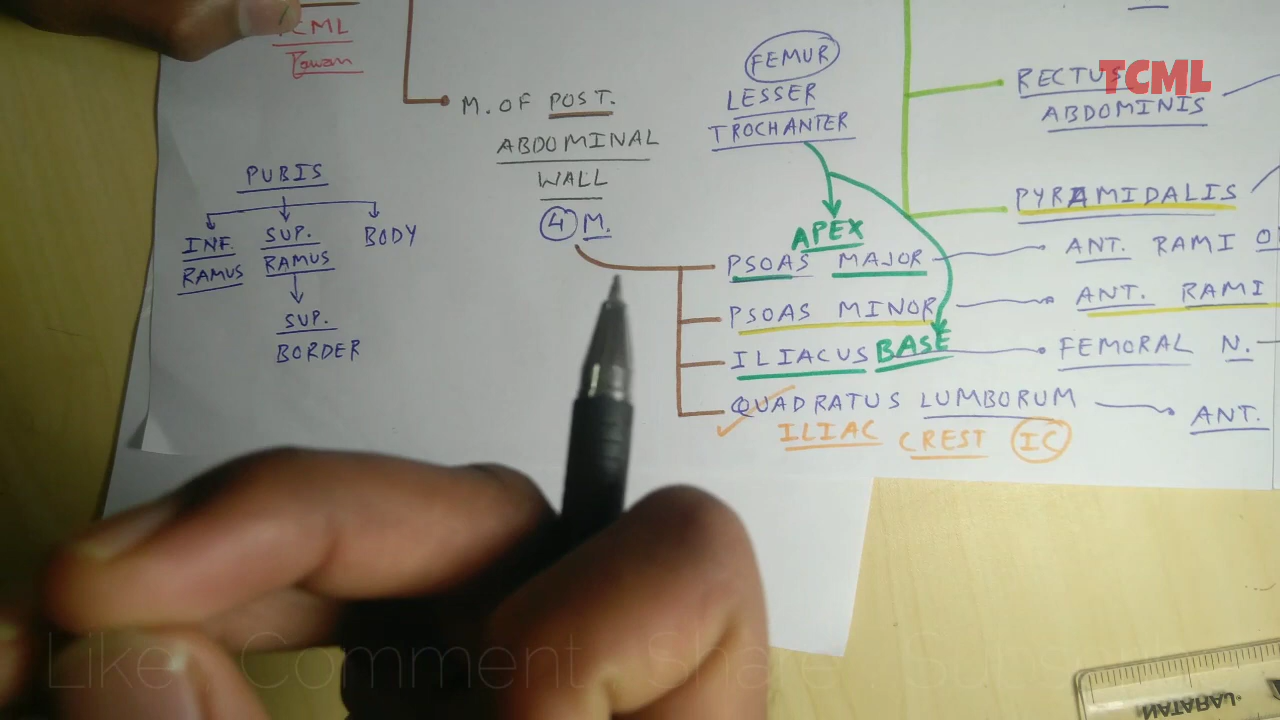 TCML
Pawan
M. OF POST.
ABDOMINAL
WALL
4 M.
PUBIS
INF.
RAMUS
SUP.
RAMUS
BODY
SUP.
BORDER
FEMUR
LESSER
TROCHANTER
APEX
PSOAS MAJOR
ANT. RAMI
PSOAS MINOR
ANT. RAMI
ILIACUS BASE
FEMORAL N.
QUADRATUS LUMBORUM
ANT.
ILIAC CREST IC
RECTUS
ABDOMINIS
PYRAMIDALIS
TCML
Like Comment Share Subscribe